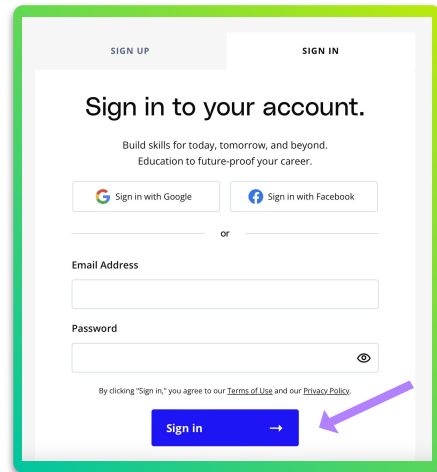 SIGN UP
SIGN IN
Sign in to your account.
Build skills for today, tomorrow, and beyond.
Education to future-proof your career.
Sign in with Google
Sign in with Facebook
or
Email Address
Password
By clicking "Sign in," you agree to our Terms of Use and our Privacy Policy.
Sign in